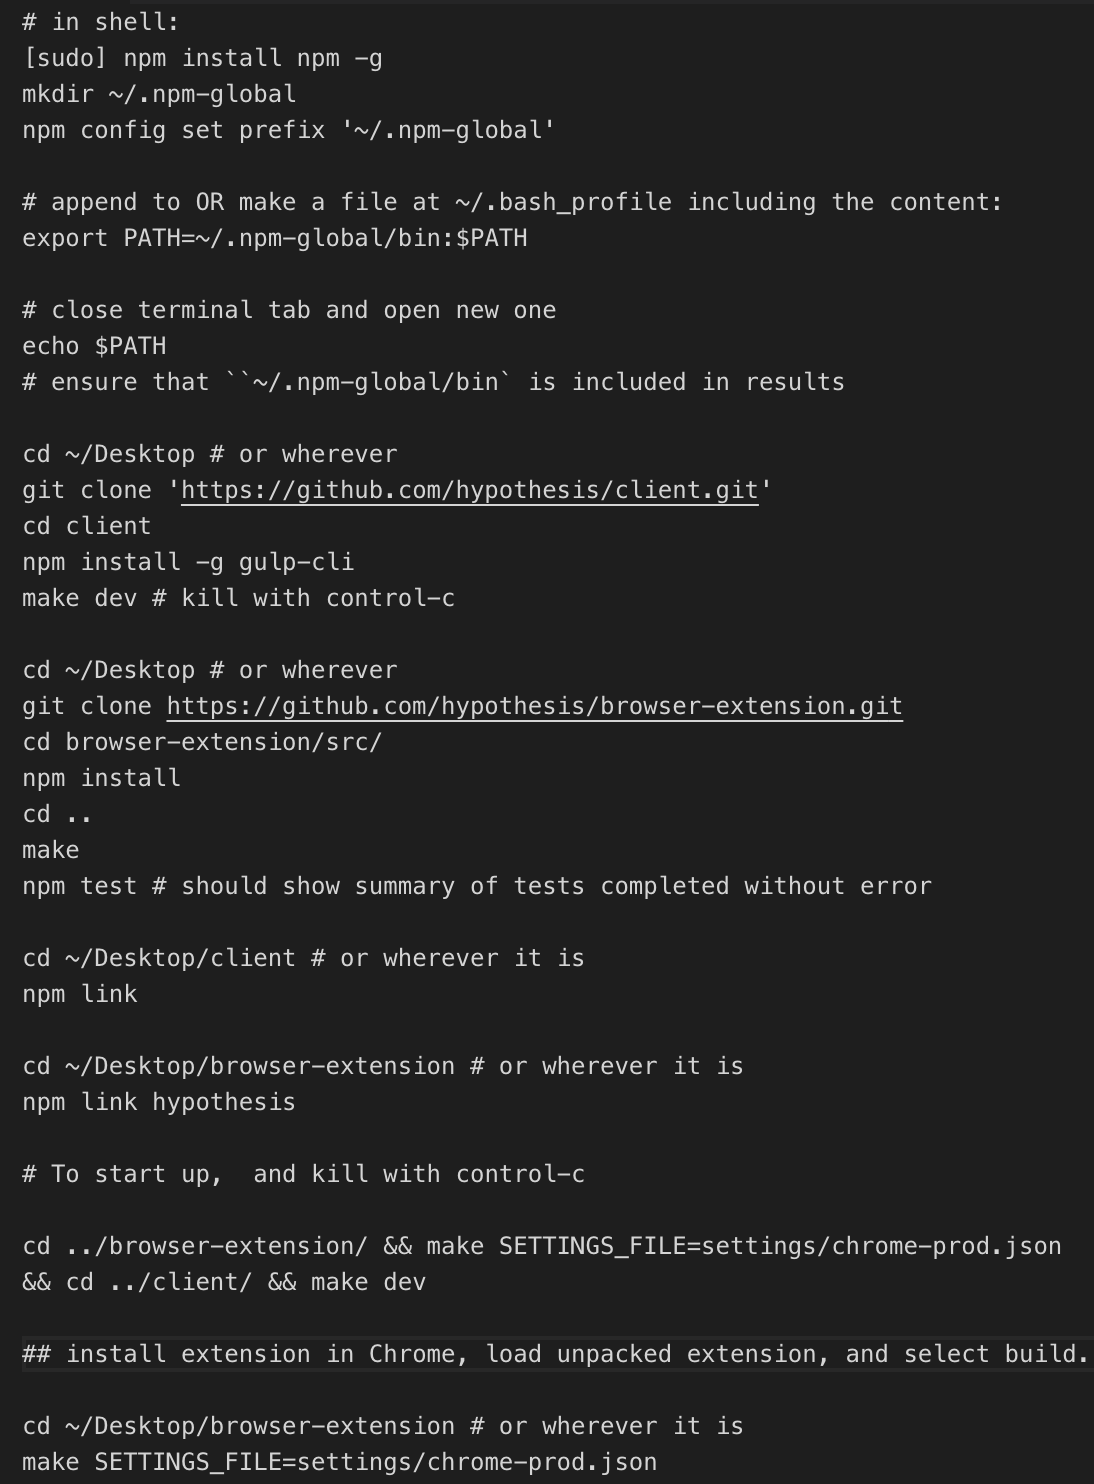 # in shell:
[sudo] npm install npm -g
mkdir ~/.npm-global
npm config set prefix '~/.npm-global'
# append to OR make a file at ~/.bash_profile including the content:
export PATH=~/.npm-global/bin:$PATH
# close terminal tab and open new one
echo $PATH
# ensure that ``~/.npm-global/bin` is included in results
cd ~/Desktop # or wherever
git clone 'https://github.com/hypothesis/client.git'
cd client
npm install -g gulp-cli
make dev # kill with control-c
cd ~/Desktop # or wherever
git clone https://github.com/hypothesis/browser-extension.git
cd browser-extension/src/
npm install
cd ..
make
npm test # should show summary of tests completed without error
cd ~/Desktop/client # or wherever it is
npm link
cd ~/Desktop/browser-extension # or wherever it is
npm link hypothesis
# To start up,  and kill with control-c
cd ../browser-extension/ && make SETTINGS_FILE=settings/chrome-prod.json
&& cd ../client/ && make dev
## install extension in Chrome, load unpacked extension, and select build.
cd ~/Desktop/browser-extension # or wherever it is
make SETTINGS_FILE=settings/chrome-prod.json